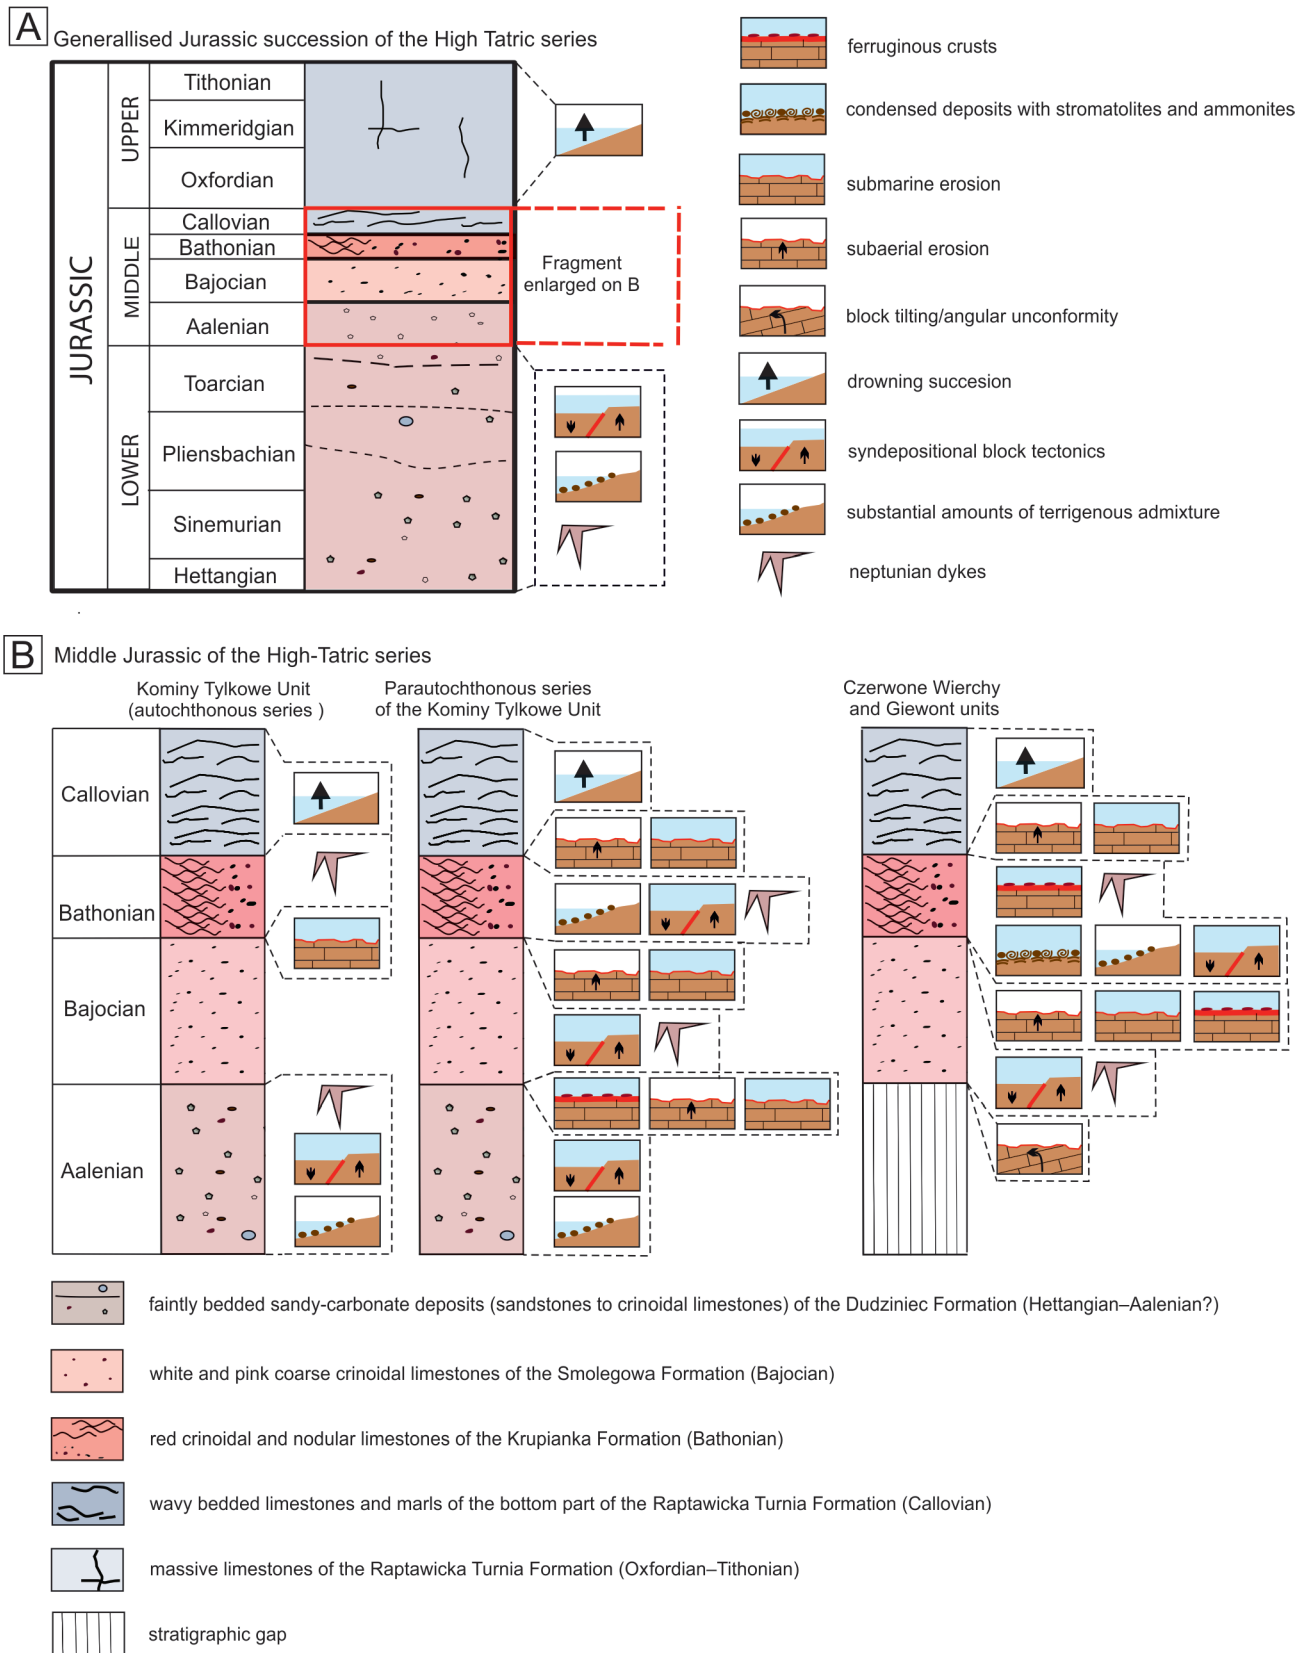 A
Generallised Jurassic succession of the High Tatric series
JURASSIC
UPPER
Tithonian
Kimmeridgian
Oxfordian
MIDDLE
Callovian
Bathonian
Bajocian
Aalenian
LOWER
Toarcian
Pliensbachian
Sinemurian
Hettangian
Fragment
enlarged on B
ferruginous crusts
condensed deposits with stromatolites and ammonites
submarine erosion
subaerial erosion
block tilting/angular unconformity
drowning succesion
syndepositional block tectonics
substantial amounts of terrigenous admixture
neptunian dykes
B
Middle Jurassic of the High-Tatric series
Kominy Tylkowe Unit
(autochthonous series )
Parautochthonous series
of the Kominy Tylkowe Unit
Czerwone Wierchy
and Giewont units
Callovian
Bathonian
Bajocian
Aalenian
faintly bedded sandy-carbonate deposits (sandstones to crinoidal limestones) of the Dudziniec Formation (Hettangian–Aalenian?)
white and pink coarse crinoidal limestones of the Smolegowa Formation (Bajocian)
red crinoidal and nodular limestones of the Krupianka Formation (Bathonian)
wavy bedded limestones and marls of the bottom part of the Raptawicka Turnia Formation (Callovian)
massive limestones of the Raptawicka Turnia Formation (Oxfordian–Tithonian)
stratigraphic gap